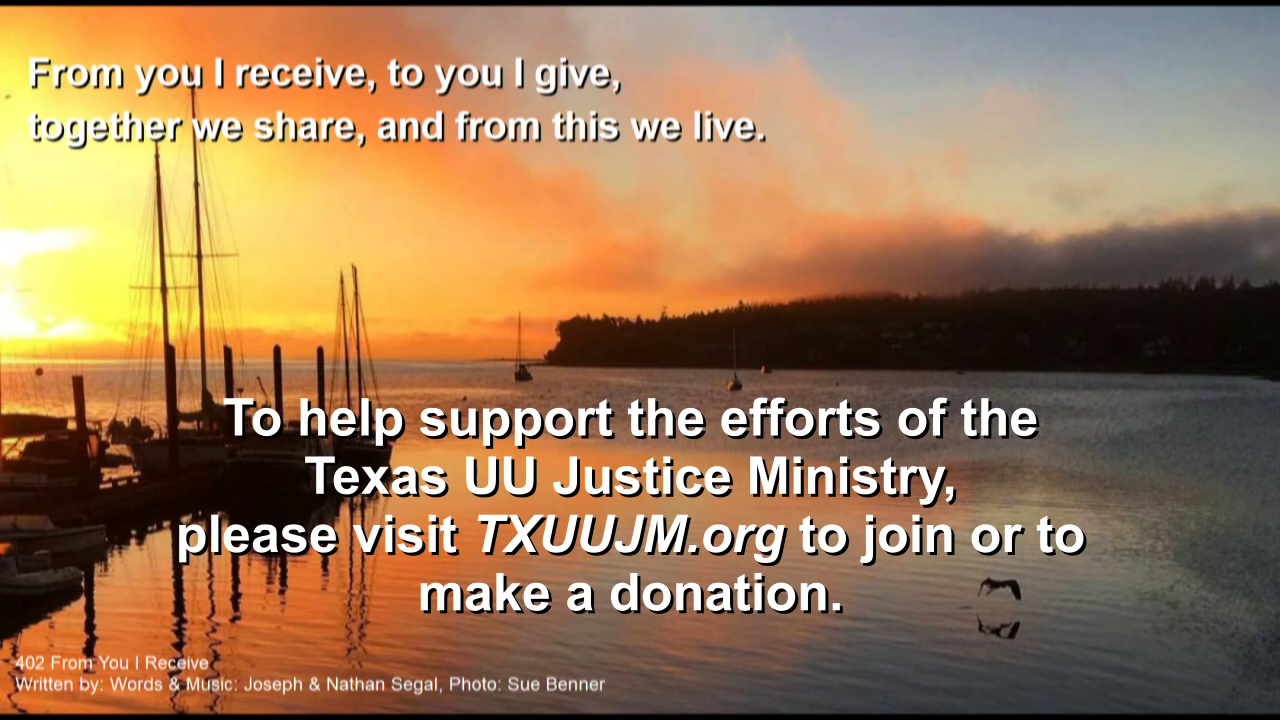 From you I receive, to you I give,
together we share, and from this we live.
To help support the efforts of the
Texas UU Justice Ministry,
please visit TXUUJM.org to join or to
make a donation.
402 From You I Receive
Written by: Words & Music: Joseph & Nathan Segal, Photo: Sue Benner